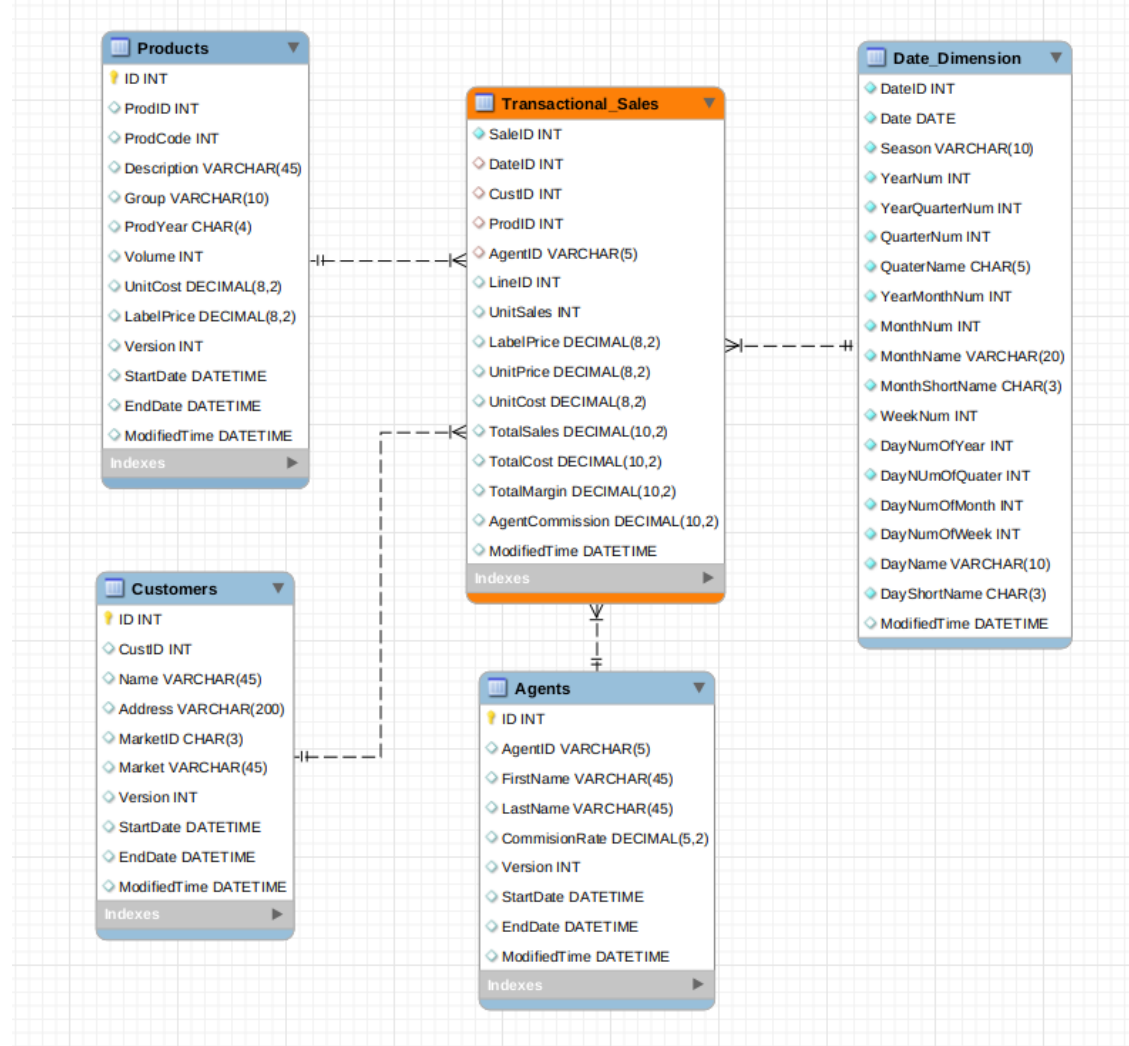 Products
ID INT
ProdID INT
ProdCode INT
Description VARCHAR(45)
Group VARCHAR(10)
ProdYear CHAR(4)
Volume INT
UnitCost DECIMAL(8,2)
LabelPrice DECIMAL(8,2)
Version INT
StartDate DATETIME
EndDate DATETIME
ModifiedTime DATETIME
Indexes
Transactional_Sales
SaleID INT
DateID INT
CustID INT
ProdID INT
AgentID VARCHAR(5)
LineID INT
UnitSales INT
LabelPrice DECIMAL(8,2)
UnitPrice DECIMAL(8,2)
UnitCost DECIMAL(8,2)
TotalSales DECIMAL(10,2)
TotalCost DECIMAL(10,2)
TotalMargin DECIMAL(10,2)
AgentCommission DECIMAL(10,2)
ModifiedTime DATETIME
Indexes
Date_Dimension
DateID INT
Date DATE
Season VARCHAR(10)
YearNum INT
YearQuarterNum INT
QuarterNum INT
QuaterName CHAR(5)
YearMonthNum INT
MonthNum INT
MonthName VARCHAR(20)
MonthShortName CHAR(3)
WeekNum INT
DayNumOfYear INT
DayNUmOfQuater INT
DayNumOfMonth INT
DayNumOfWeek INT
DayName VARCHAR(10)
DayShortName CHAR(3)
ModifiedTime DATETIME
Customers
ID INT
CustID INT
Name VARCHAR(45)
Address VARCHAR(200)
MarketID CHAR(3)
Market VARCHAR(45)
Version INT
StartDate DATETIME
EndDate DATETIME
ModifiedTime DATETIME
Indexes
Agents
ID INT
AgentID VARCHAR(5)
FirstName VARCHAR(45)
LastName VARCHAR(45)
CommisionRate DECIMAL(5,2)
Version INT
StartDate DATETIME
EndDate DATETIME
ModifiedTime DATETIME
Indexes